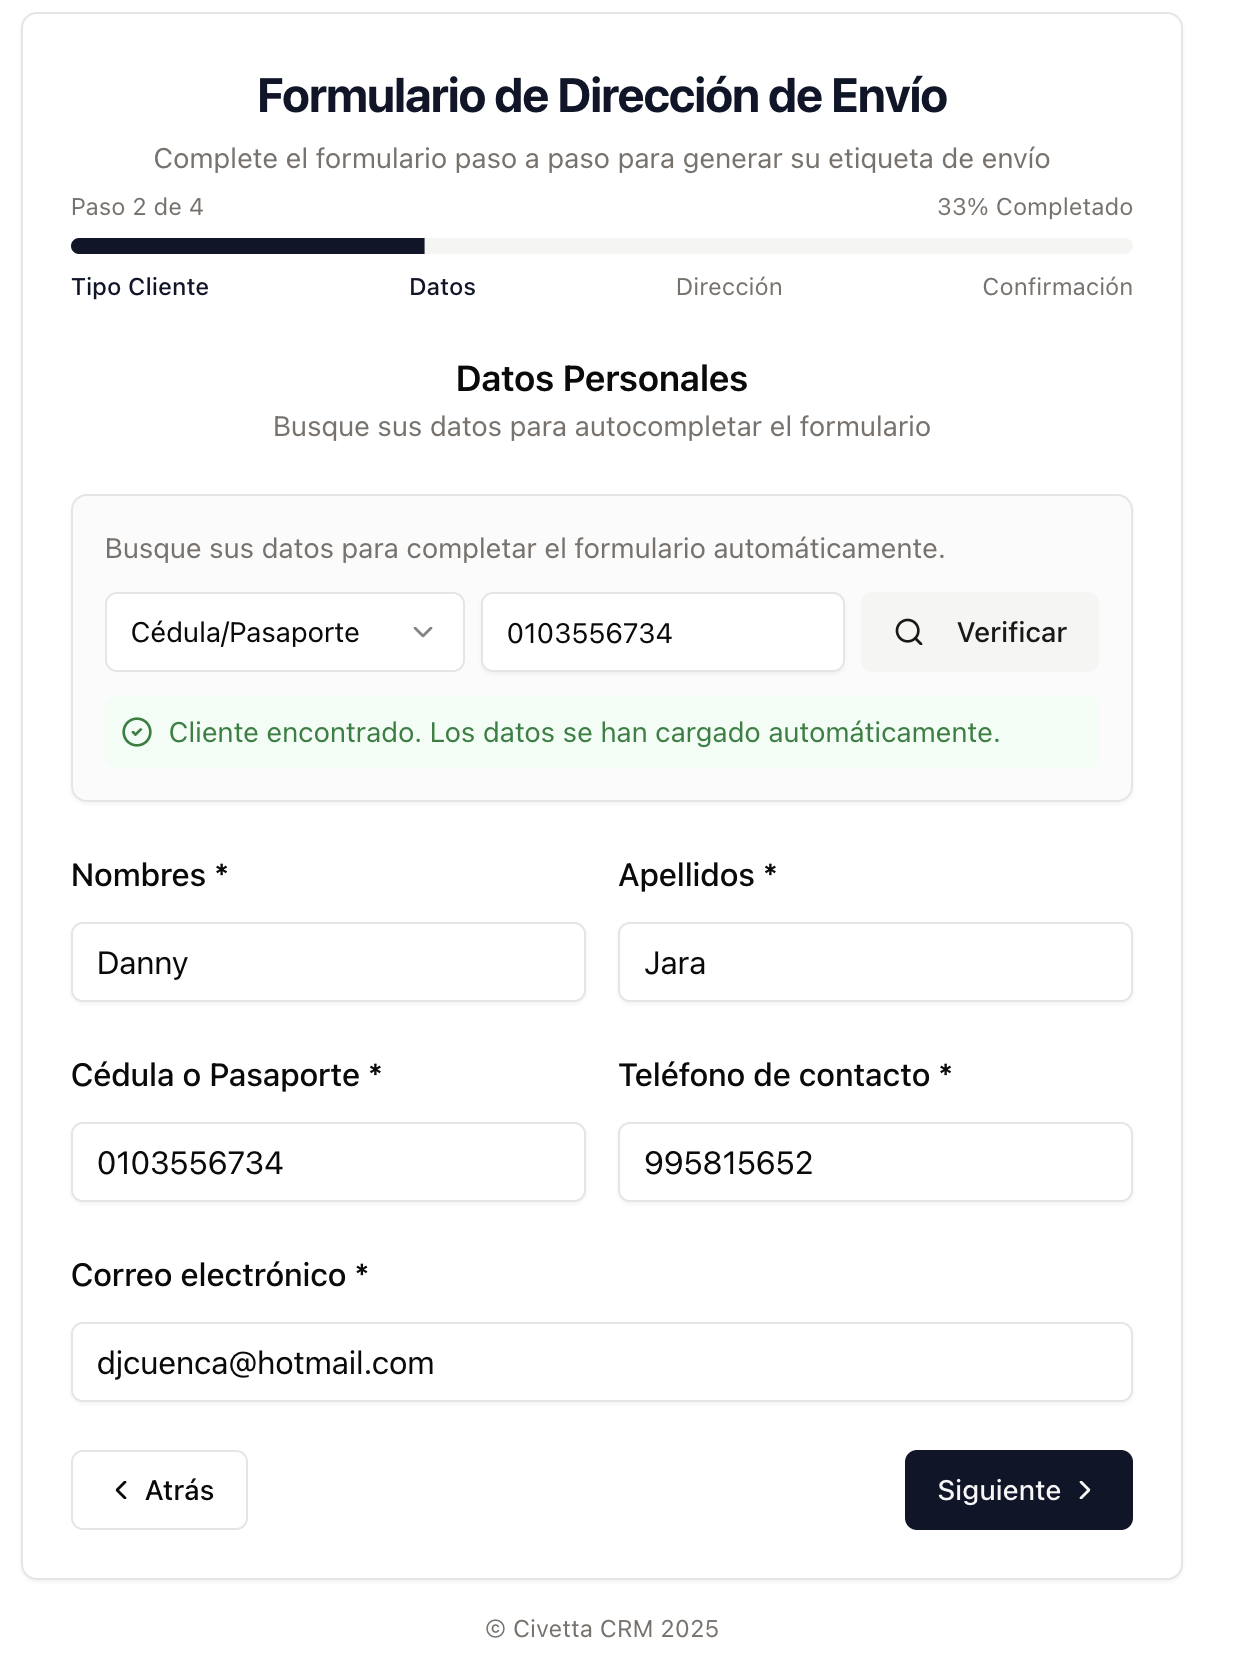 Formulario de Dirección de Envío
Complete el formulario paso a paso para generar su etiqueta de envío
Paso 2 de 4 33% Completado
Tipo Cliente Datos Dirección Confirmación
Datos Personales
Busque sus datos para autocompletar el formulario
Busque sus datos para completar el formulario automáticamente.
Cédula/Pasaporte 0103556734 Verificar
Cliente encontrado. Los datos se han cargado automáticamente.
Nombres * Apellidos *
Danny Jara
Cédula o Pasaporte * Teléfono de contacto *
0103556734 995815652
Correo electrónico *
djcuenca@hotmail.com
Atrás Siguiente
© Civetta CRM 2025